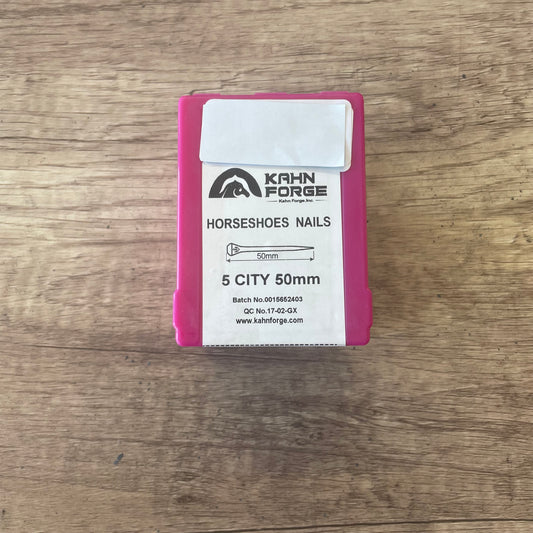 KAHN
FORGE
Kahn Forge.Inc.
HORSESHOES NAILS
50mm
5 CITY 50mm
Batch No.0015652403
QC No.17-02-GX
www.kahnforge.com